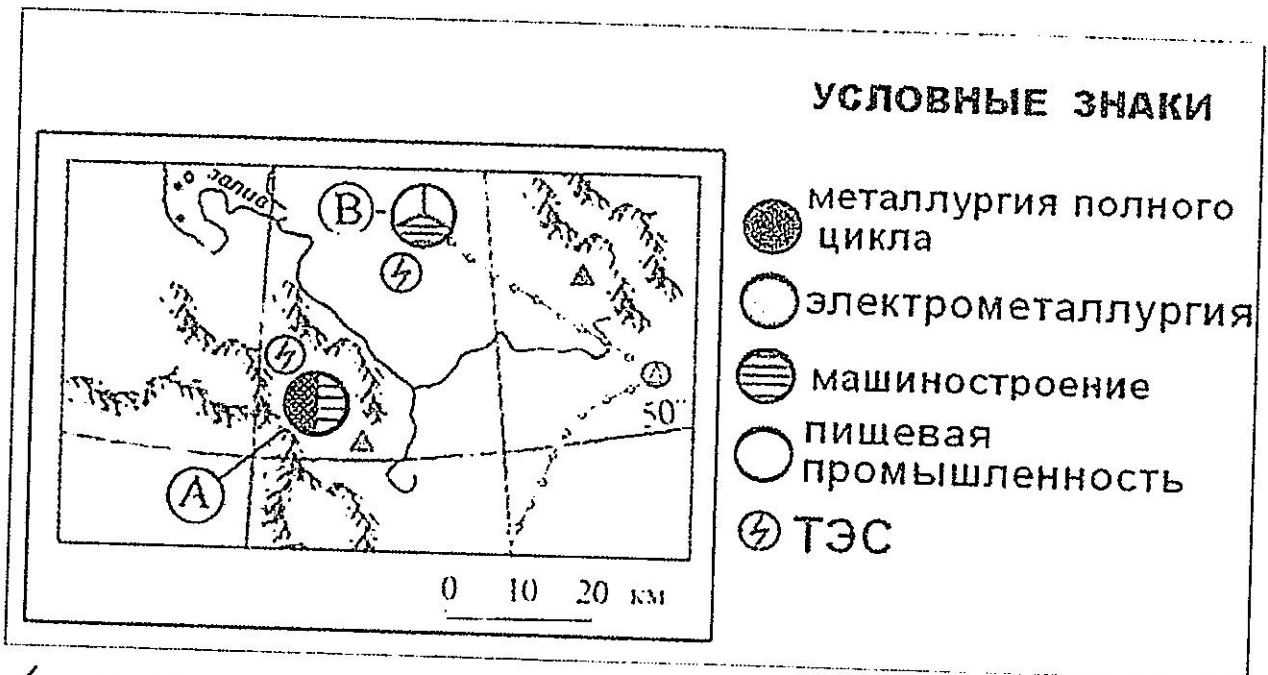 УСЛОВНЫЕ ЗНАКИ
залив
В
А
50°
0 10 20 км
металлургия полного
цикла
электрометаллургия
машиностроение
пищевая
промышленность
ТЭС